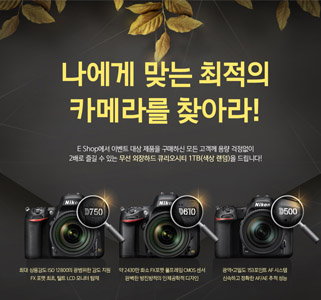 나에게 맞는 최적의
카메라를 찾아라!
E Shop에서 이벤트 대상 제품을 구매하신 모든 고객께 용량 걱정없이
2배로 즐길 수 있는 무선 외장하드 큐리오시티 1TB(색상 랜덤)을 드립니다!
Nikon D750
Nikon D610
Nikon D500
최대 상용감도 ISO 12800의 광범위한 감도 지원
FX 포맷 최초, 틸트 LCD 모니터 탑재
약 2430만 화소 FX포맷 풀프레임 CMOS 센서
완벽한 방진방적의 인체공학적 디자인
광역+고밀도 153포인트 AF 시스템
신속하고 정확한 AF/AE 추적 성능